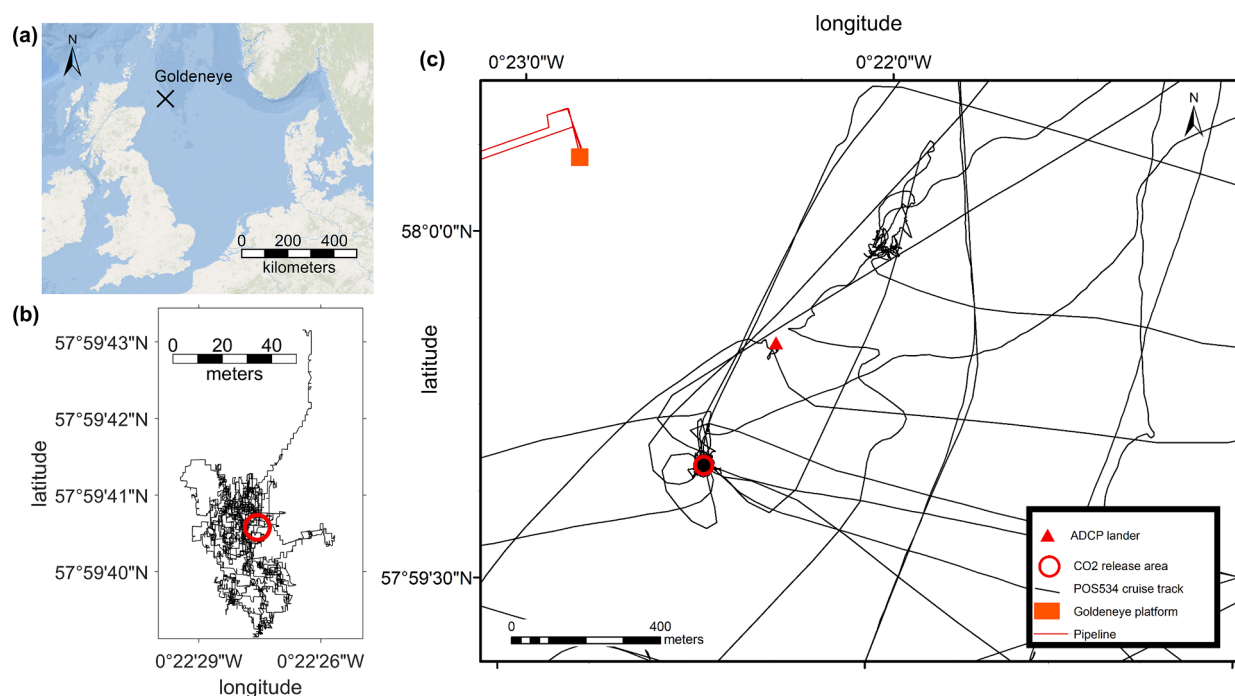 (a)
N
Goldeneye
0 200 400
kilometers
(b)
0 20 40
meters
latitude
57°59'43"N
57°59'42"N
57°59'41"N
57°59'40"N
0°22'29"W 0°22'26"W
longitude
(c)
longitude
0°23'0"W 0°22'0"W
N
latitude
58°0'0"N
57°59'30"N
0 400
meters
ADCP lander
CO2 release area
POS534 cruise track
Goldeneye platform
Pipeline